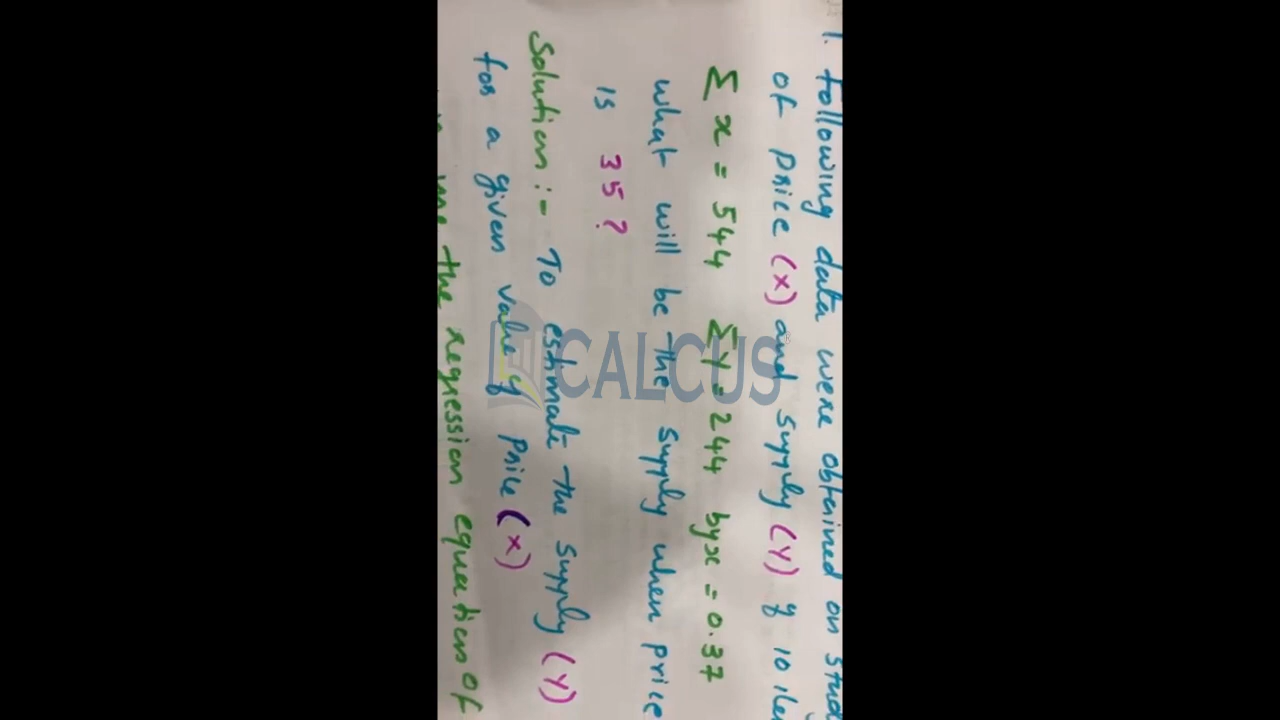 1. Following data were obtained on
of price (x) and supply (y) of 10
Σ x = 544 Σy = 244 byx = 0.37
what will be the supply when price
is 35?
Solution :- To estimate the supply (y)
for a given value of price (x)
the regression equation of
CALCUS